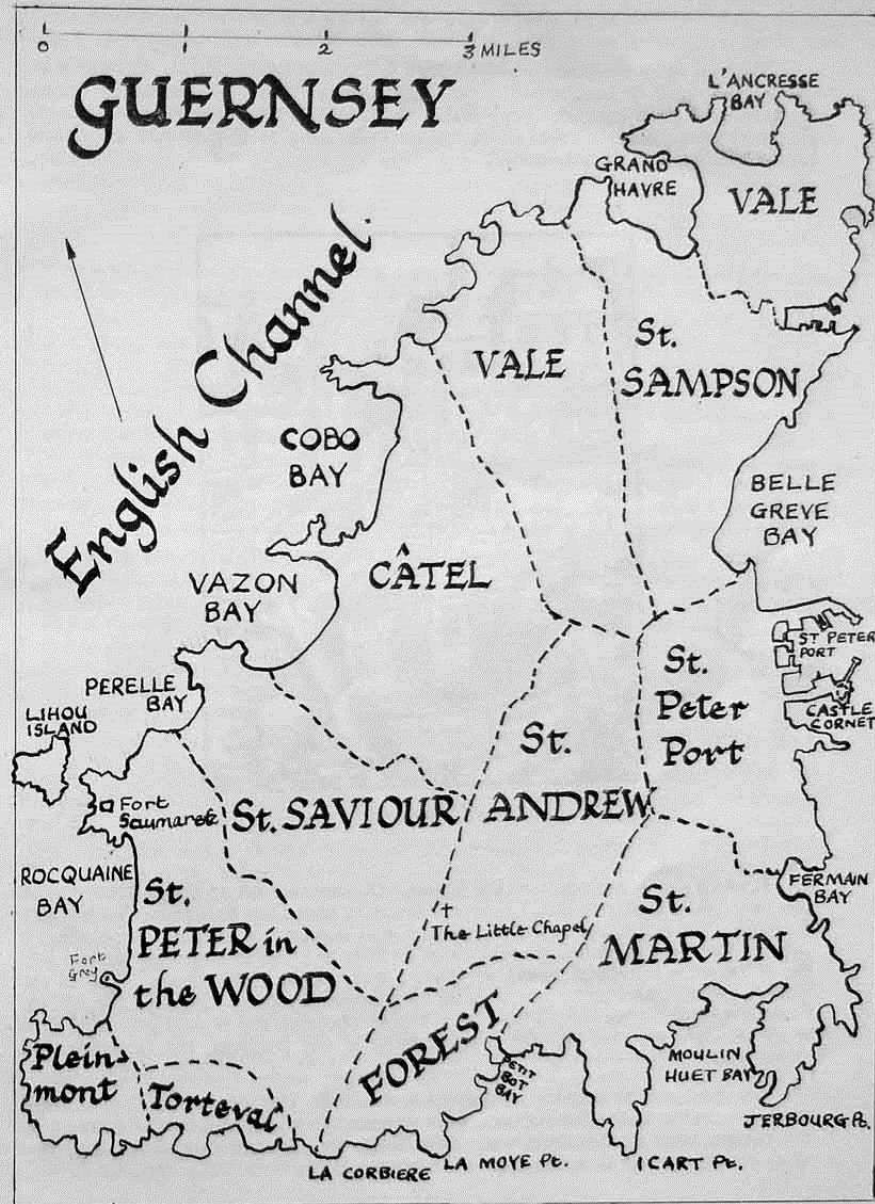 0 1 2 3 MILES
GUERNSEY
L'ANCRESSE
BAY
GRAND
HAVRE
VALE
English Channel.
VALE
St.
SAMPSON
COBO
BAY
BELLE
GREVE
BAY
VAZON
BAY
CÂTEL
ST PETER
PORT
St.
Peter
Port
PERELLE
BAY
LIHOU
ISLAND
CASTLE
CORNET
St.
ANDREW
Fort
Saumarez
St. SAVIOUR
ROCQUAINE
BAY
FERMAIN
BAY
St.
PETER in
the WOOD
The Little Chapel
St.
MARTIN
Fort
Grey
FOREST
Plein-
mont
Torteval
PETIT
BOT
BAY
MOULIN
HUET BAY
JERBOURG Pt.
LA CORBIERE
LA MOYE Pt.
ICART Pt.